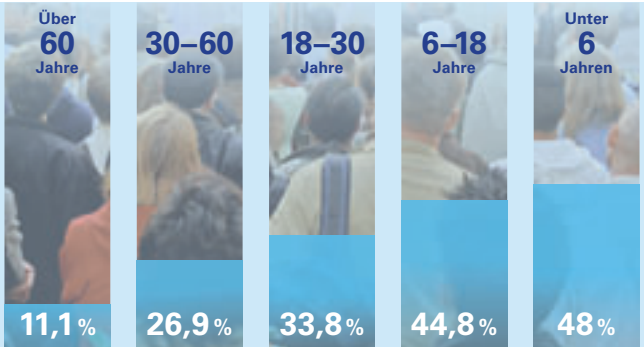 Über
60
Jahre
30–60
Jahre
18–30
Jahre
6–18
Jahre
Unter
6
Jahren
11,1 %
26,9 %
33,8 %
44,8 %
48 %